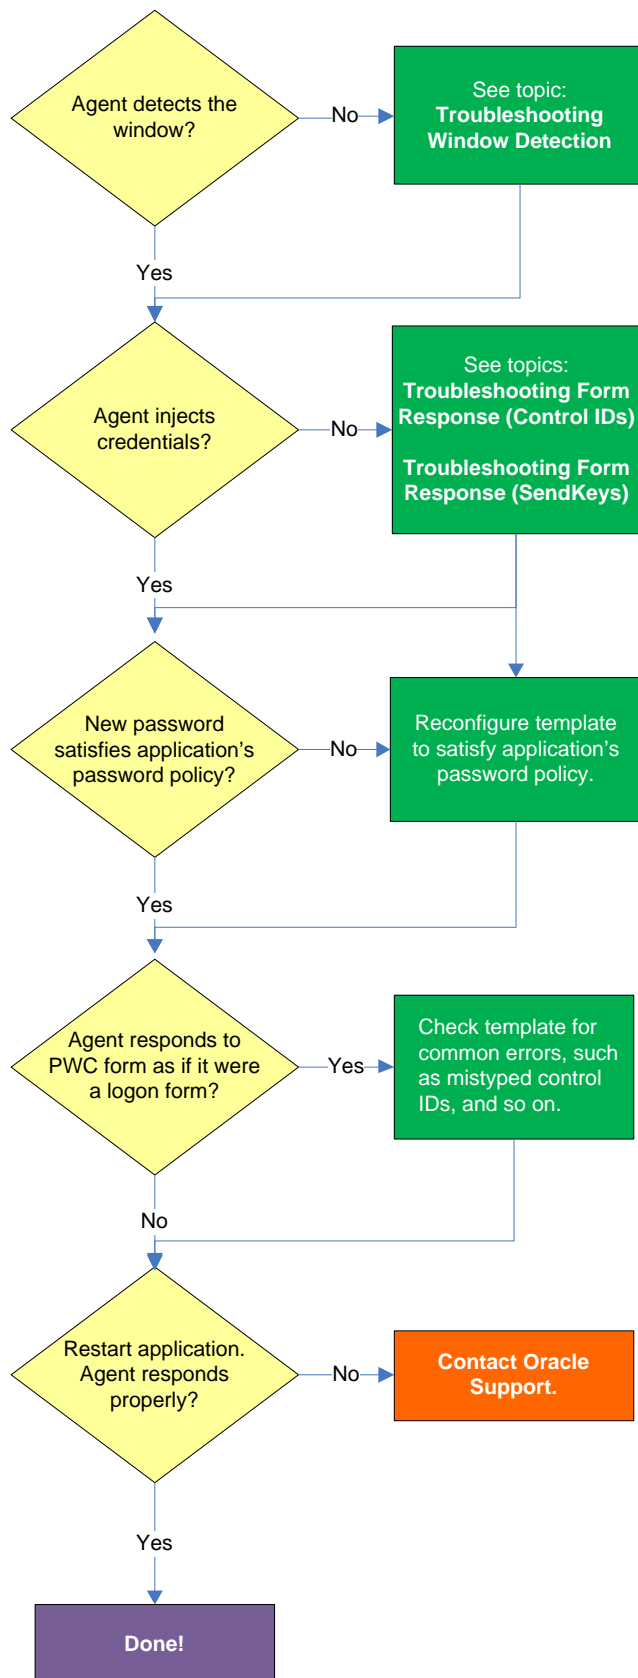 Agent detects the
window?
No
See topic:
Troubleshooting
Window Detection
Yes
Agent injects
credentials?
No
See topics:
Troubleshooting Form
Response (Control IDs)
Troubleshooting Form
Response (SendKeys)
Yes
New password
satisfies application's
password policy?
No
Reconfigure template
to satisfy application's
password policy.
Yes
Agent responds to
PWC form as if it were
a logon form?
Yes
Check template for
common errors, such
as mistyped control
IDs, and so on.
No
Restart application.
Agent responds
properly?
No
Contact Oracle
Support.
Yes
Done!